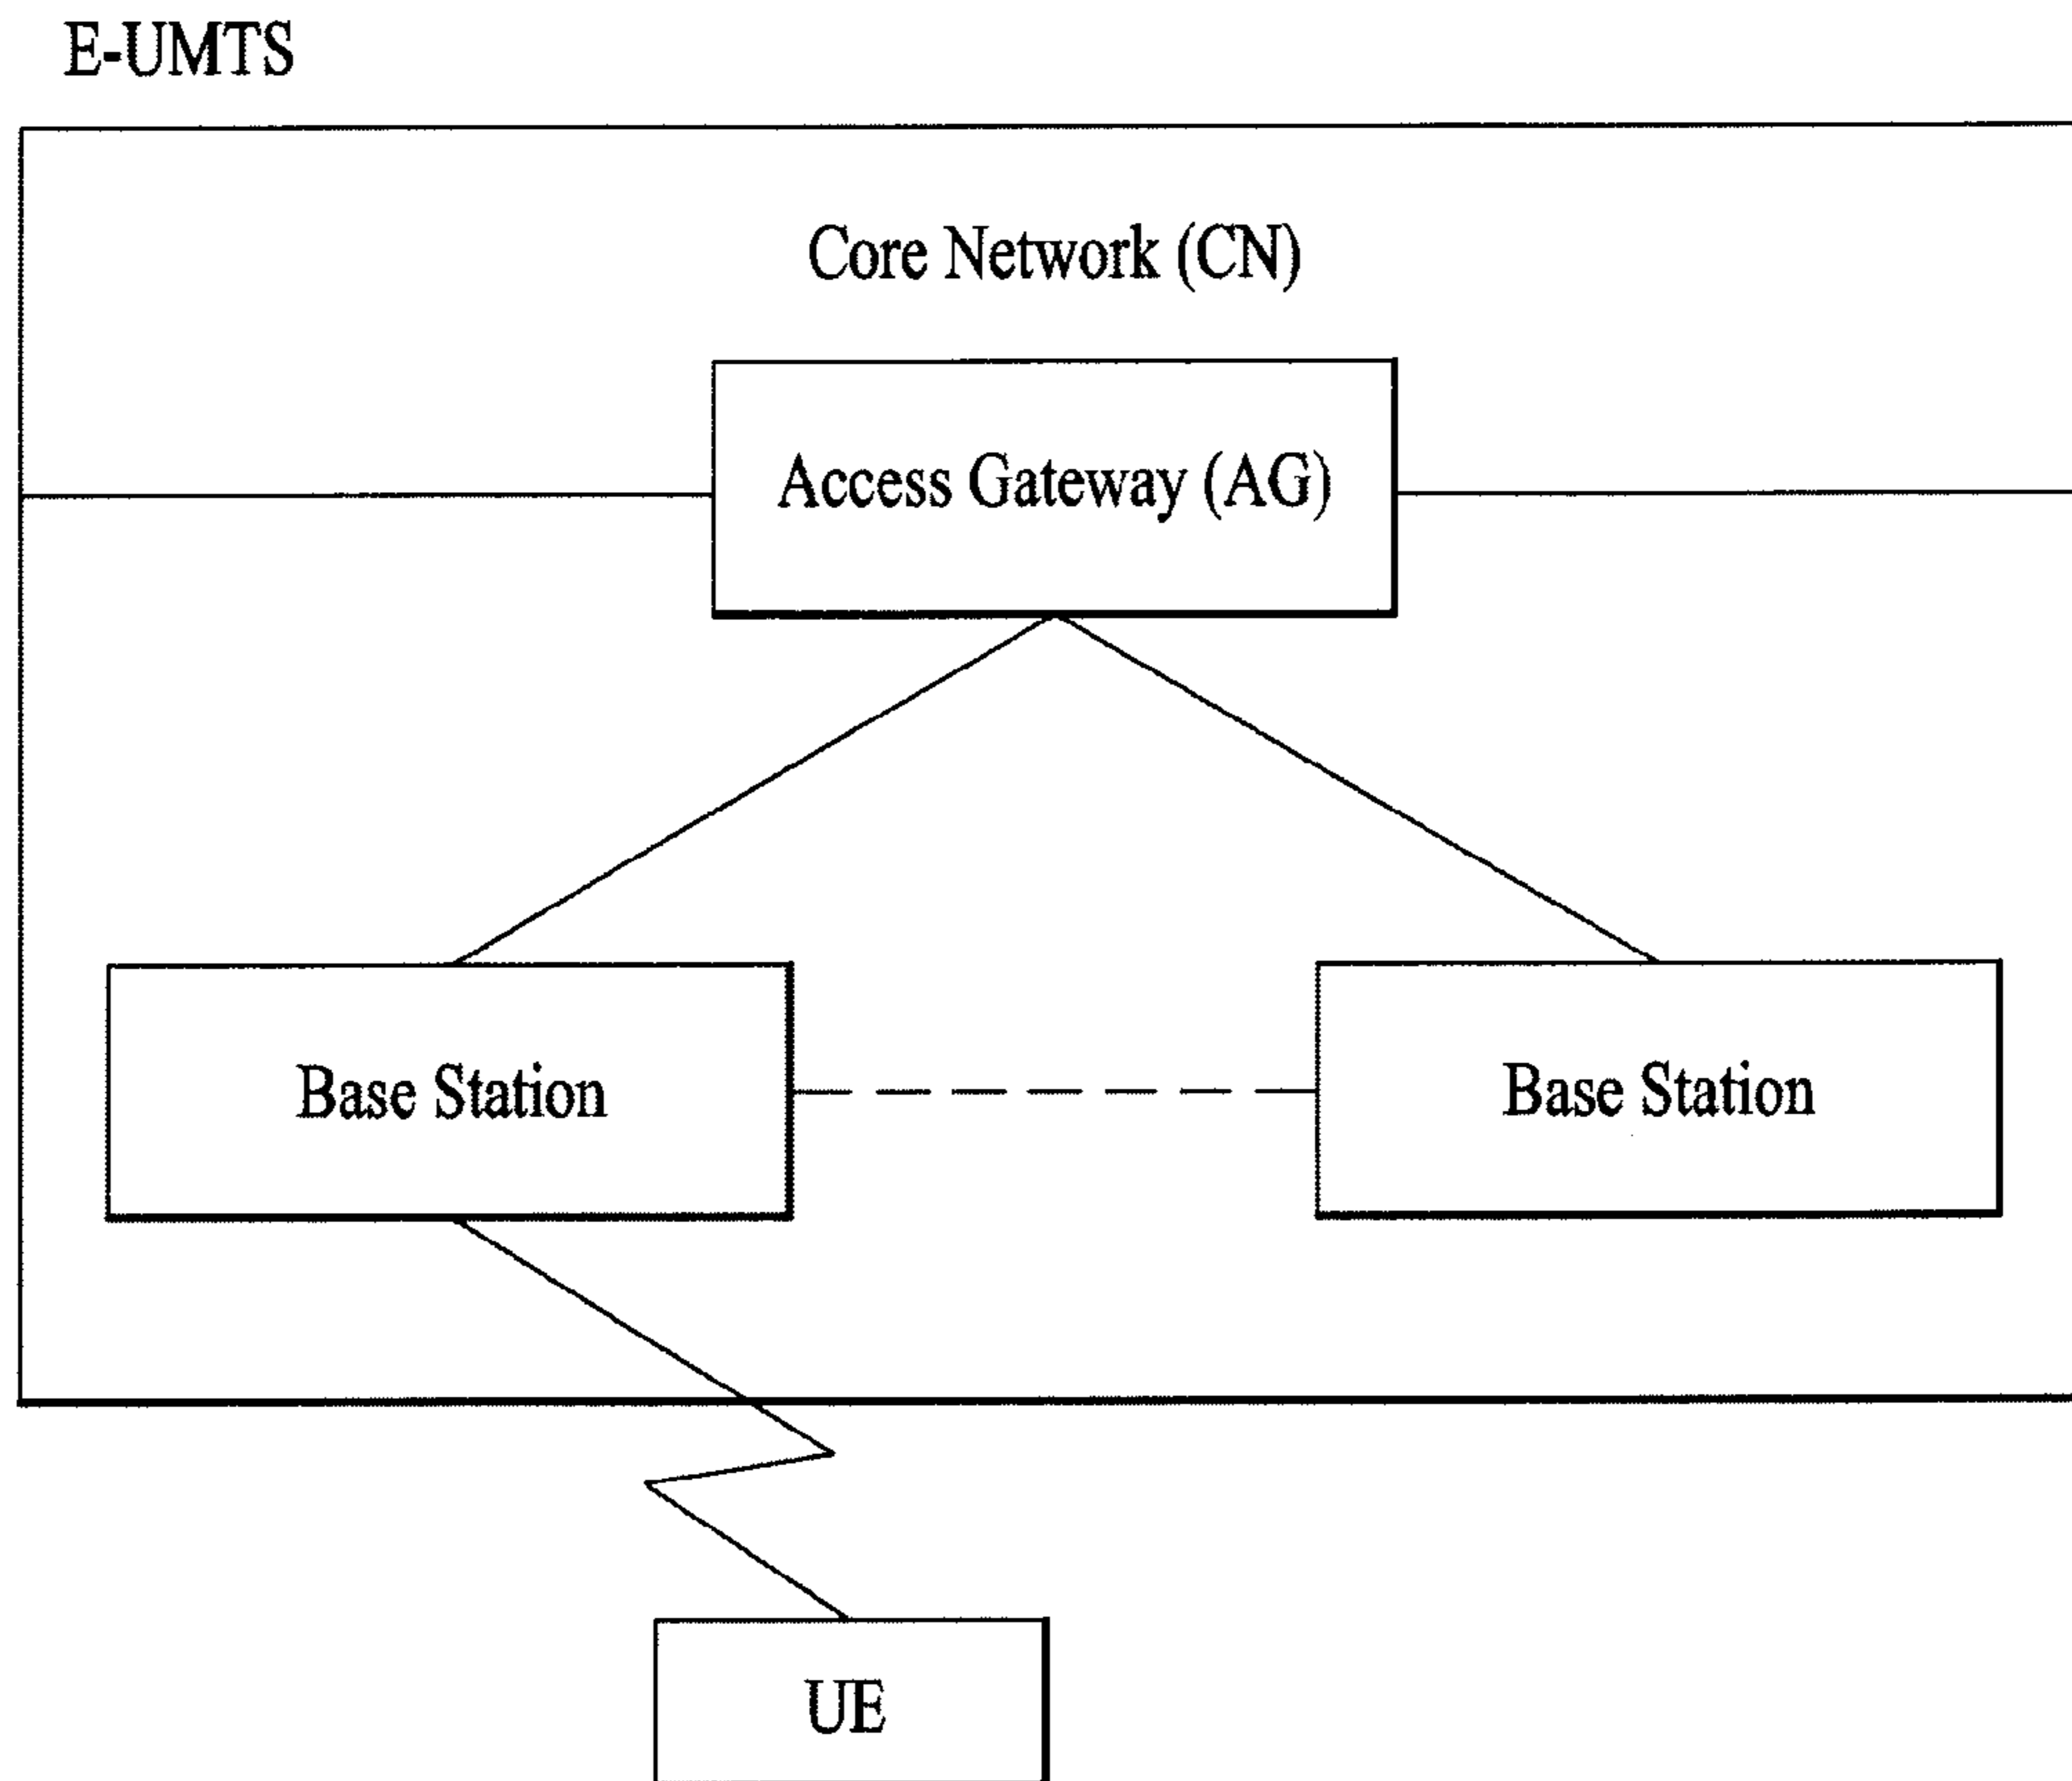 E-UMTS
Core Network (CN)
Access Gateway (AG)
Base Station
Base Station
UE